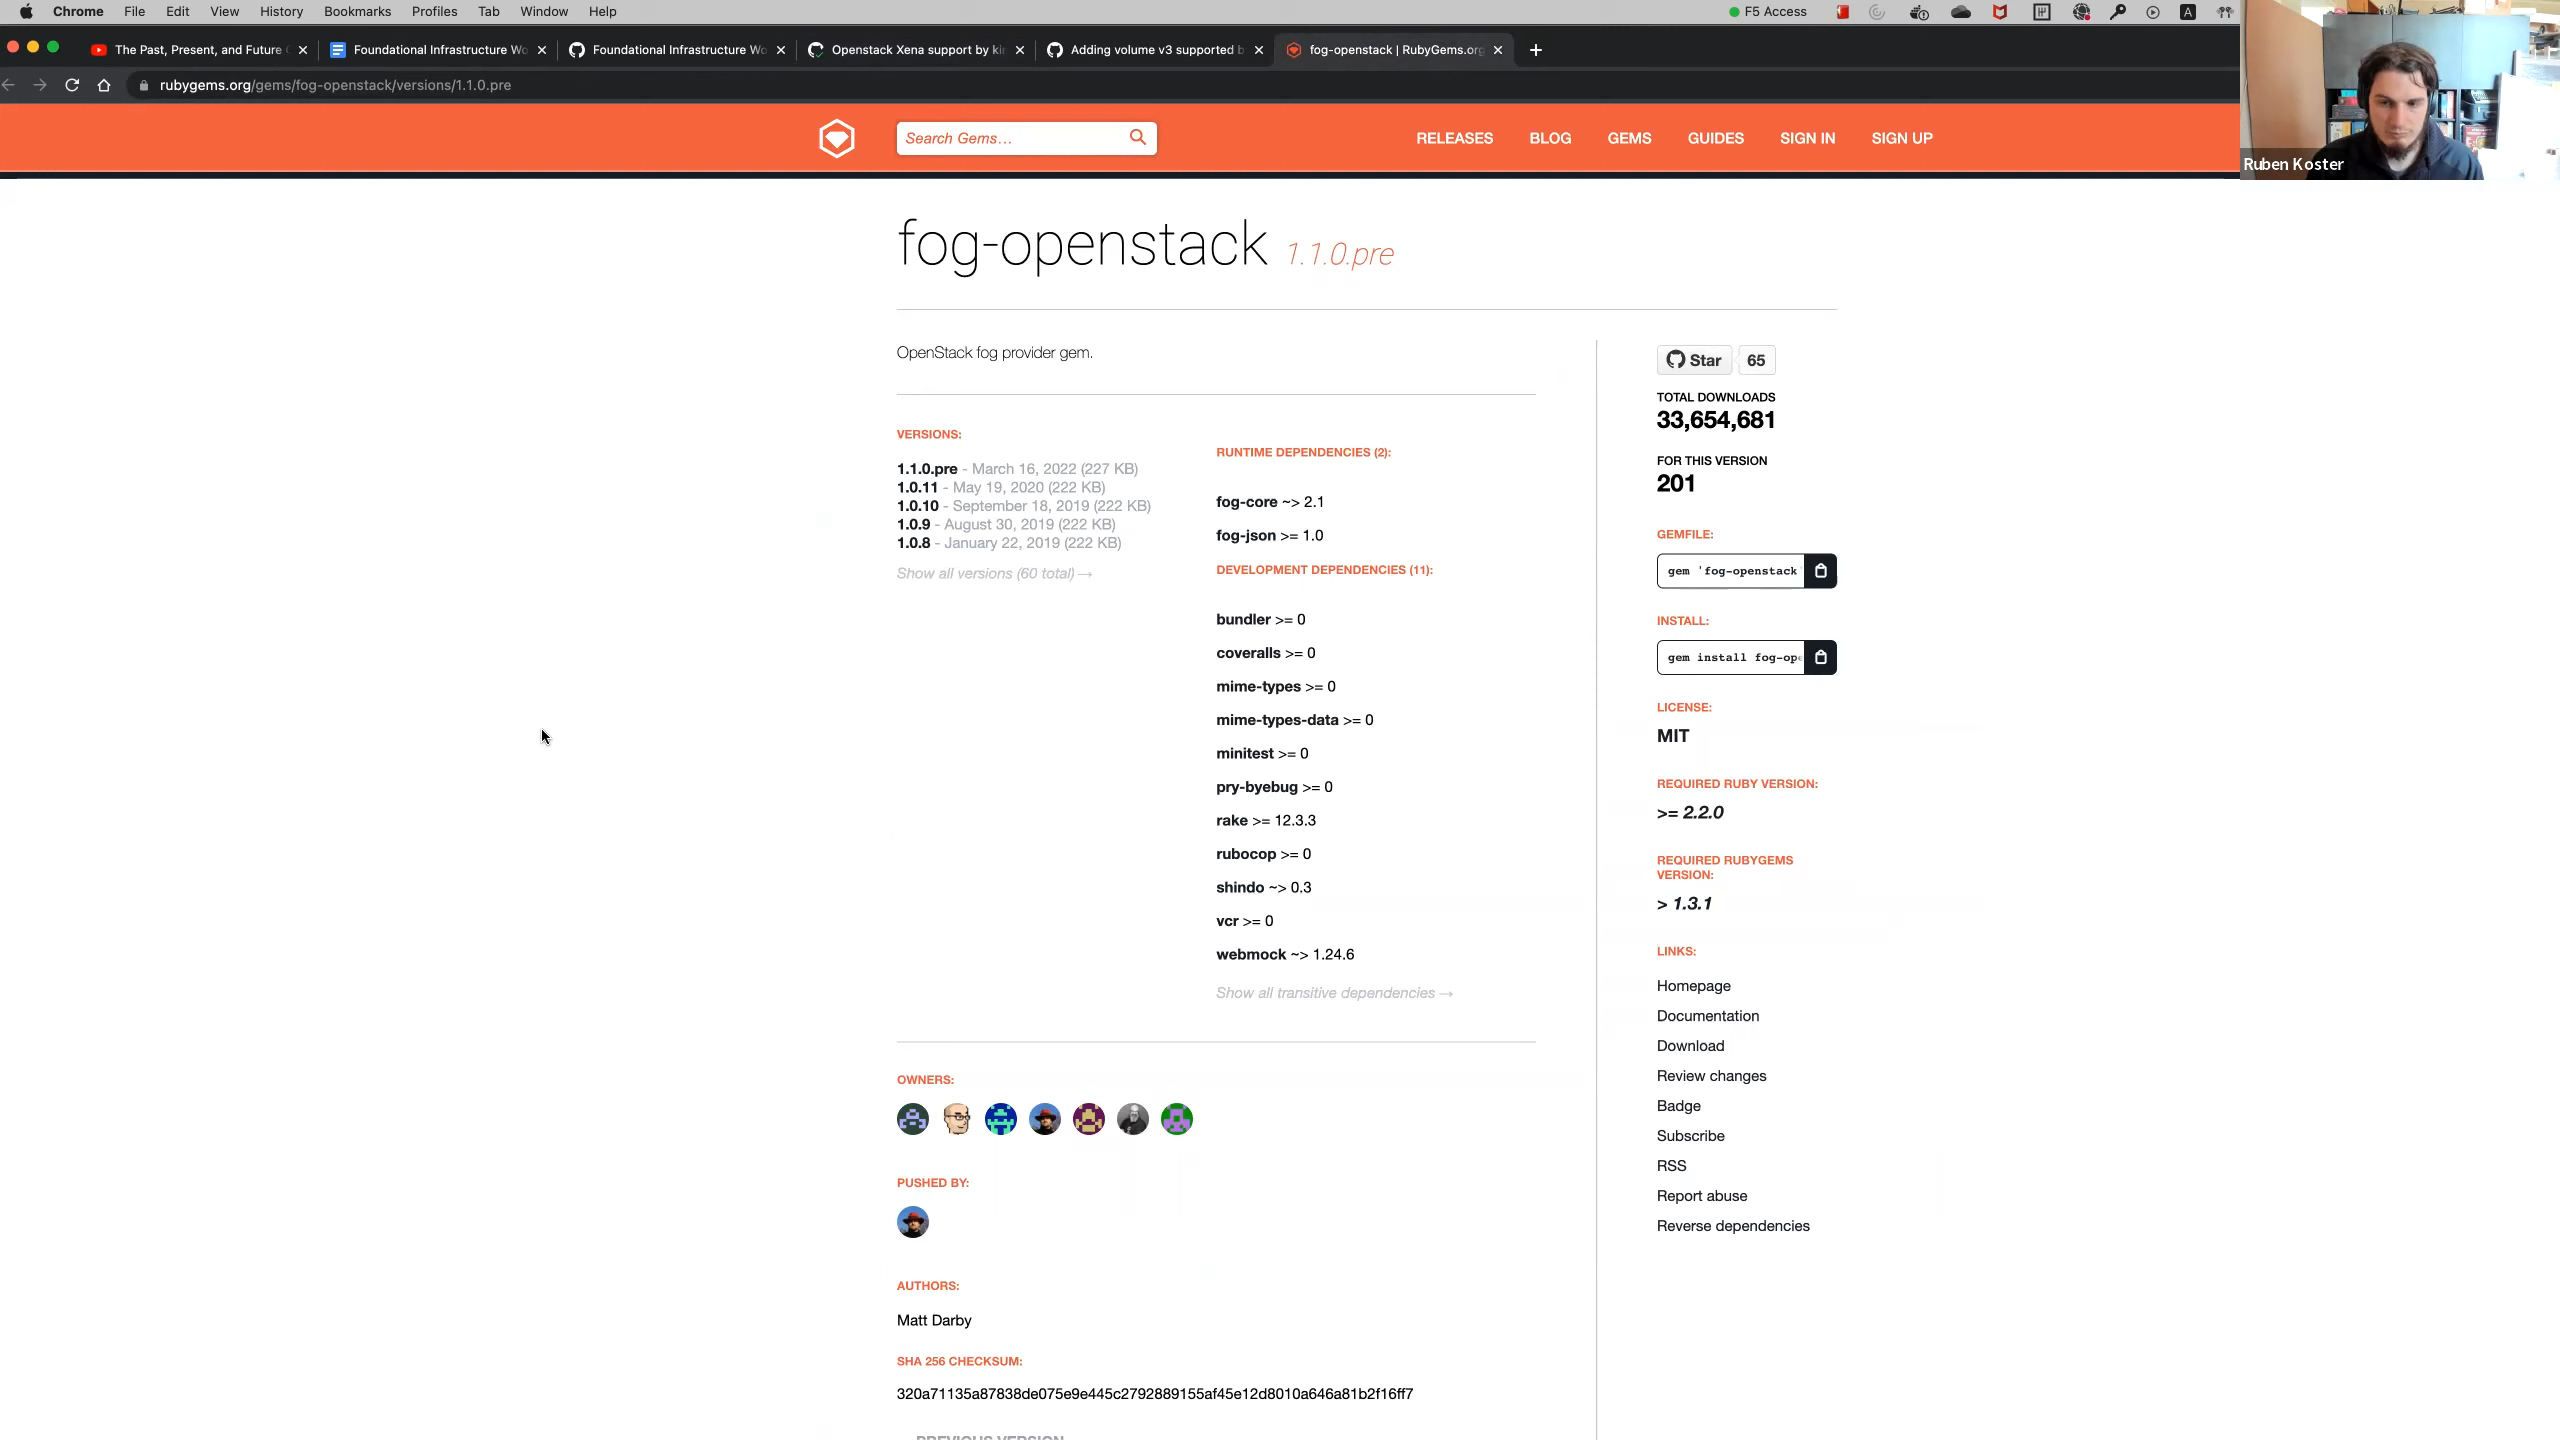 Chrome File Edit View History Bookmarks Profiles Tab Window Help F5 Access
The Past, Present, and Future
Foundational Infrastructure Wo
Foundational Infrastructure Wo
Openstack Xena support by ki
Adding volume v3 supported b
fog-openstack | RubyGems.org
rubygems.org/gems/fog-openstack/versions/1.1.0.pre
Search Gems…
RELEASES BLOG GEMS GUIDES SIGN IN SIGN UP
Ruben Koster
fog-openstack 1.1.0.pre
OpenStack fog provider gem.
VERSIONS:
1.1.0.pre - March 16, 2022 (227 KB)
1.0.11 - May 19, 2020 (222 KB)
1.0.10 - September 18, 2019 (222 KB)
1.0.9 - August 30, 2019 (222 KB)
1.0.8 - January 22, 2019 (222 KB)
Show all versions (60 total) →
RUNTIME DEPENDENCIES (2):
fog-core ~> 2.1
fog-json >= 1.0
DEVELOPMENT DEPENDENCIES (11):
bundler >= 0
coveralls >= 0
mime-types >= 0
mime-types-data >= 0
minitest >= 0
pry-byebug >= 0
rake >= 12.3.3
rubocop >= 0
shindo ~> 0.3
vcr >= 0
webmock ~> 1.24.6
Show all transitive dependencies →
OWNERS:
PUSHED BY:
AUTHORS:
Matt Darby
SHA 256 CHECKSUM:
320a71135a87838de075e9e445c2792889155af45e12d8010a646a81b2f16ff7
PREVIOUS VERSION
Star 65
TOTAL DOWNLOADS
33,654,681
FOR THIS VERSION
201
GEMFILE:
gem 'fog-openstack
INSTALL:
gem install fog-ope
LICENSE:
MIT
REQUIRED RUBY VERSION:
>= 2.2.0
REQUIRED RUBYGEMS
VERSION:
> 1.3.1
LINKS:
Homepage
Documentation
Download
Review changes
Badge
Subscribe
RSS
Report abuse
Reverse dependencies